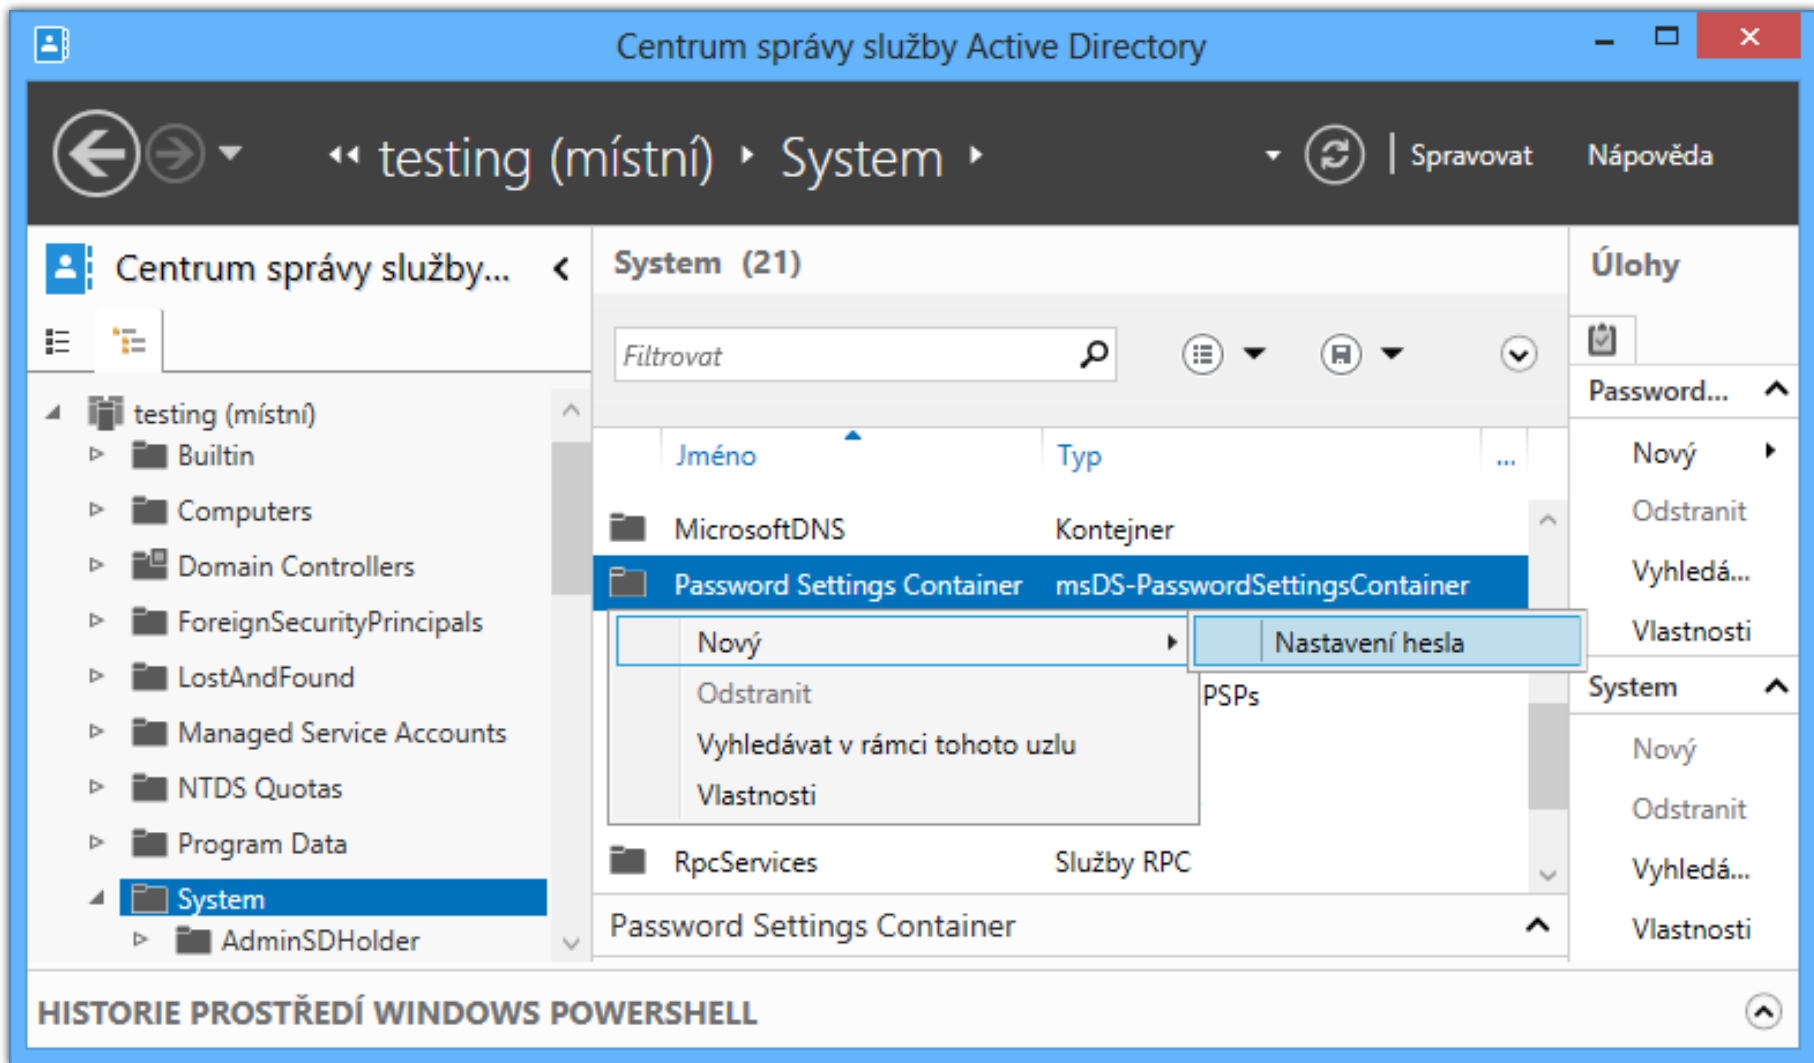 Centrum správy služby Active Directory
testing (místní) System
Spravovat Nápověda
Centrum správy služby...
testing (místní)
Builtin
Computers
Domain Controllers
ForeignSecurityPrincipals
LostAndFound
Managed Service Accounts
NTDS Quotas
Program Data
System
AdminSDHolder
System (21)
Filtrovat
Jméno Typ ...
MicrosoftDNS Kontejner
Password Settings Container msDS-PasswordSettingsContainer
Nový
Nastavení hesla
Odstranit
PSPs
Vyhledávat v rámci tohoto uzlu
Vlastnosti
RpcServices Služby RPC
Password Settings Container
Úlohy
Password...
Nový
Odstranit
Vyhledá...
Vlastnosti
System
Nový
Odstranit
Vyhledá...
Vlastnosti
HISTORIE PROSTŘEDÍ WINDOWS POWERSHELL